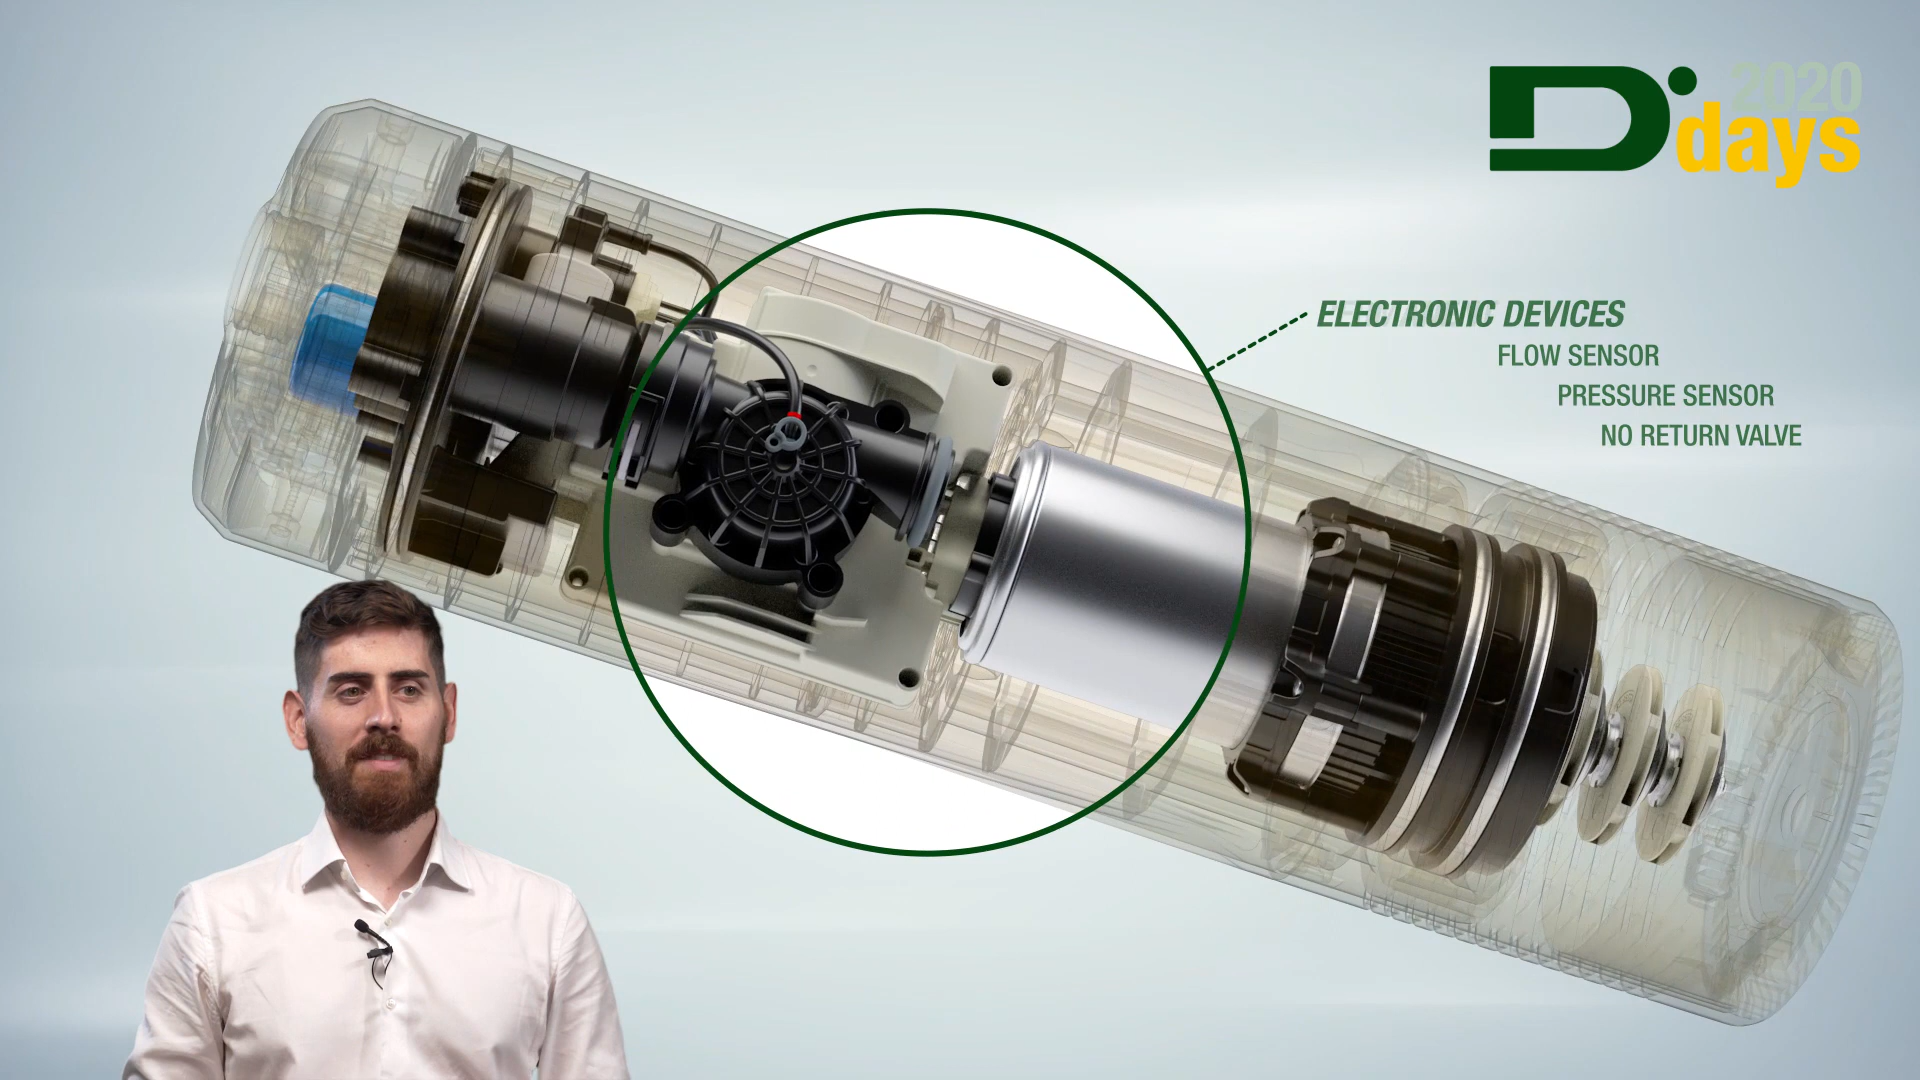 D
2020
days
ELECTRONIC DEVICES
FLOW SENSOR
PRESSURE SENSOR
NO RETURN VALVE